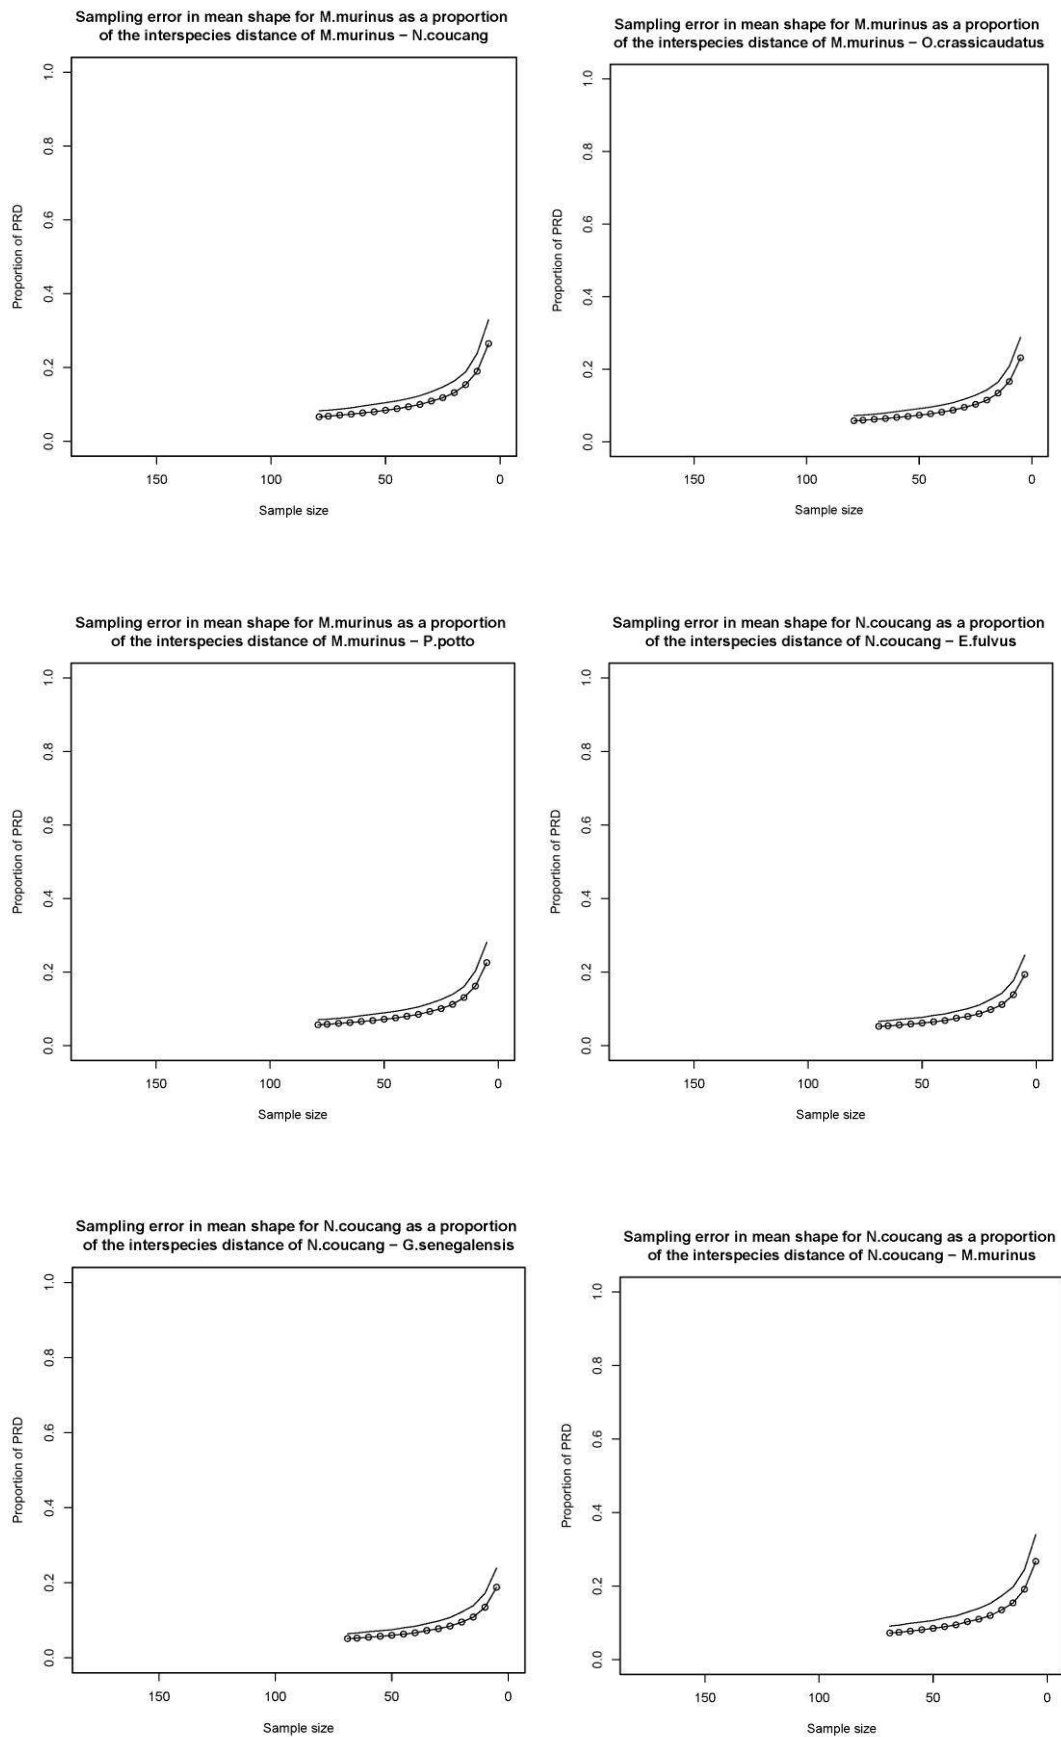 Sampling error in mean shape for M.murinus as a proportion
of the interspecies distance of M.murinus – N.coucang
1.0
0.8
0.6
0.4
0.2
0.0
Proportion of PRD
150 100 50 0
Sample size
Sampling error in mean shape for M.murinus as a proportion
of the interspecies distance of M.murinus – O.crassicaudatus
1.0
0.8
0.6
0.4
0.2
0.0
Proportion of PRD
150 100 50 0
Sample size
Sampling error in mean shape for M.murinus as a proportion
of the interspecies distance of M.murinus – P.potto
1.0
0.8
0.6
0.4
0.2
0.0
Proportion of PRD
150 100 50 0
Sample size
Sampling error in mean shape for N.coucang as a proportion
of the interspecies distance of N.coucang – E.fulvus
1.0
0.8
0.6
0.4
0.2
0.0
Proportion of PRD
150 100 50 0
Sample size
Sampling error in mean shape for N.coucang as a proportion
of the interspecies distance of N.coucang – G.senegalensis
1.0
0.8
0.6
0.4
0.2
0.0
Proportion of PRD
150 100 50 0
Sample size
Sampling error in mean shape for N.coucang as a proportion
of the interspecies distance of N.coucang – M.murinus
1.0
0.8
0.6
0.4
0.2
0.0
Proportion of PRD
150 100 50 0
Sample size